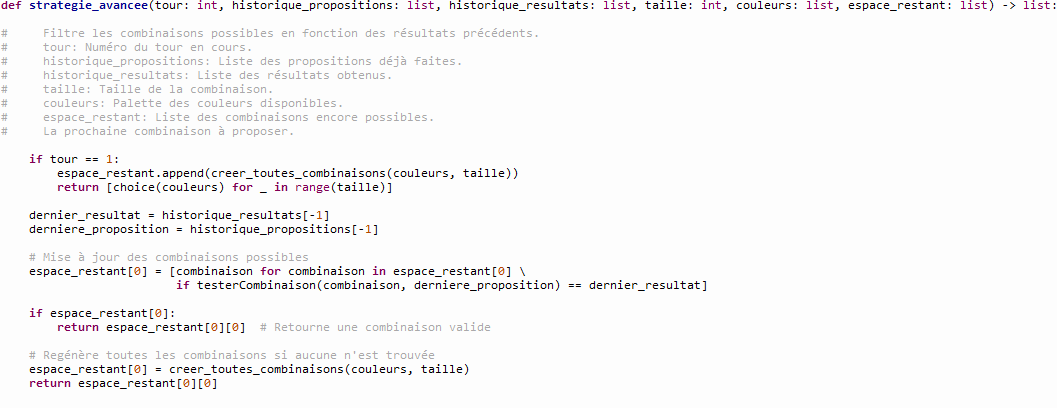 def strategie_avancee(tour: int, historique_propositions: list, historique_resultats: list, taille: int, couleurs: list, espace_restant: list) -> list:
#     Filtre les combinaisons possibles en fonction des résultats précédents.
#     tour: Numéro du tour en cours.
#     historique_propositions: Liste des propositions déjà faites.
#     historique_resultats: Liste des résultats obtenus.
#     taille: Taille de la combinaison.
#     couleurs: Palette des couleurs disponibles.
#     espace_restant: Liste des combinaisons encore possibles.
#     La prochaine combinaison à proposer.
    if tour == 1:
        espace_restant.append(creer_toutes_combinaisons(couleurs, taille))
        return [choice(couleurs) for _ in range(taille)]
    dernier_resultat = historique_resultats[-1]
    derniere_proposition = historique_propositions[-1]
    # Mise à jour des combinaisons possibles
    espace_restant[0] = [combinaison for combinaison in espace_restant[0] \
                         if testerCombinaison(combinaison, derniere_proposition) == dernier_resultat]
    if espace_restant[0]:
        return espace_restant[0][0]  # Retourne une combinaison valide
    # Regénère toutes les combinaisons si aucune n'est trouvée
    espace_restant[0] = creer_toutes_combinaisons(couleurs, taille)
    return espace_restant[0][0]